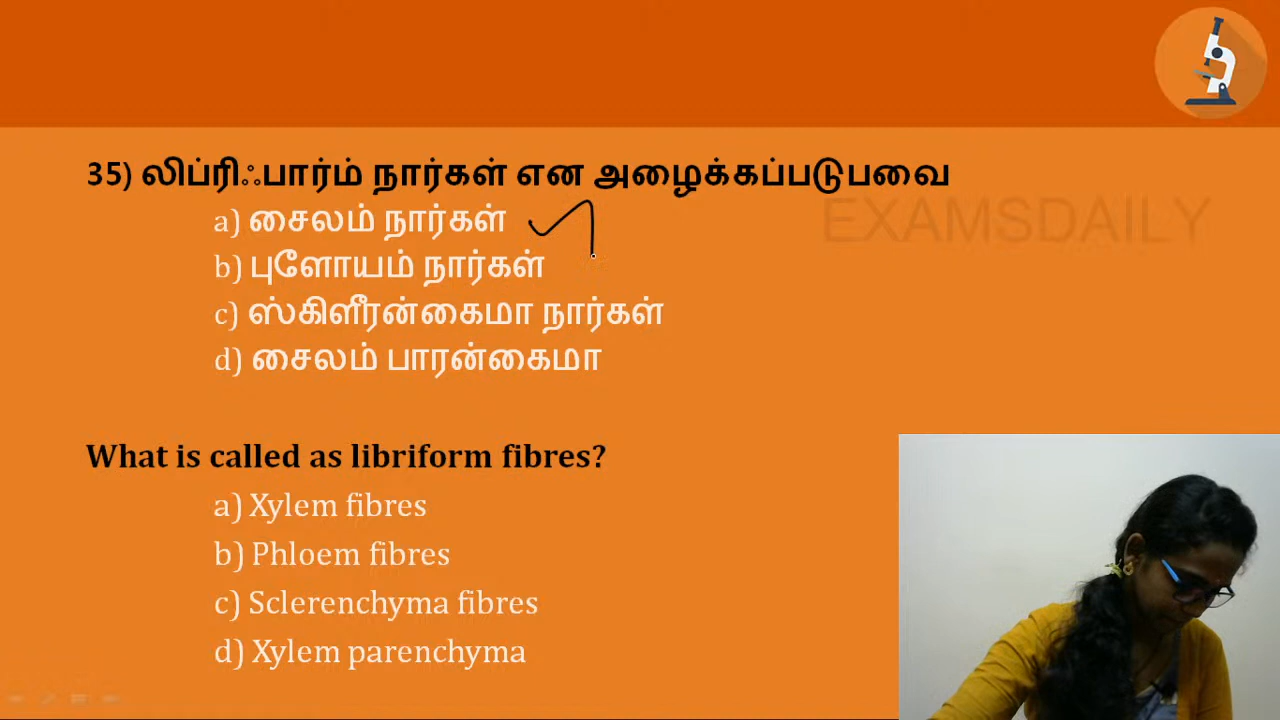 35) லிப்ரிஃபார்ம் நார்கள் என அழைக்கப்படுபவை
a) சைலம் நார்கள்
b) புளோயம் நார்கள்
c) ஸ்கிளீரன்கைமா நார்கள்
d) சைலம் பாரன்கைமா
EXAMSDAILY
What is called as libriform fibres?
a) Xylem fibres
b) Phloem fibres
c) Sclerenchyma fibres
d) Xylem parenchyma